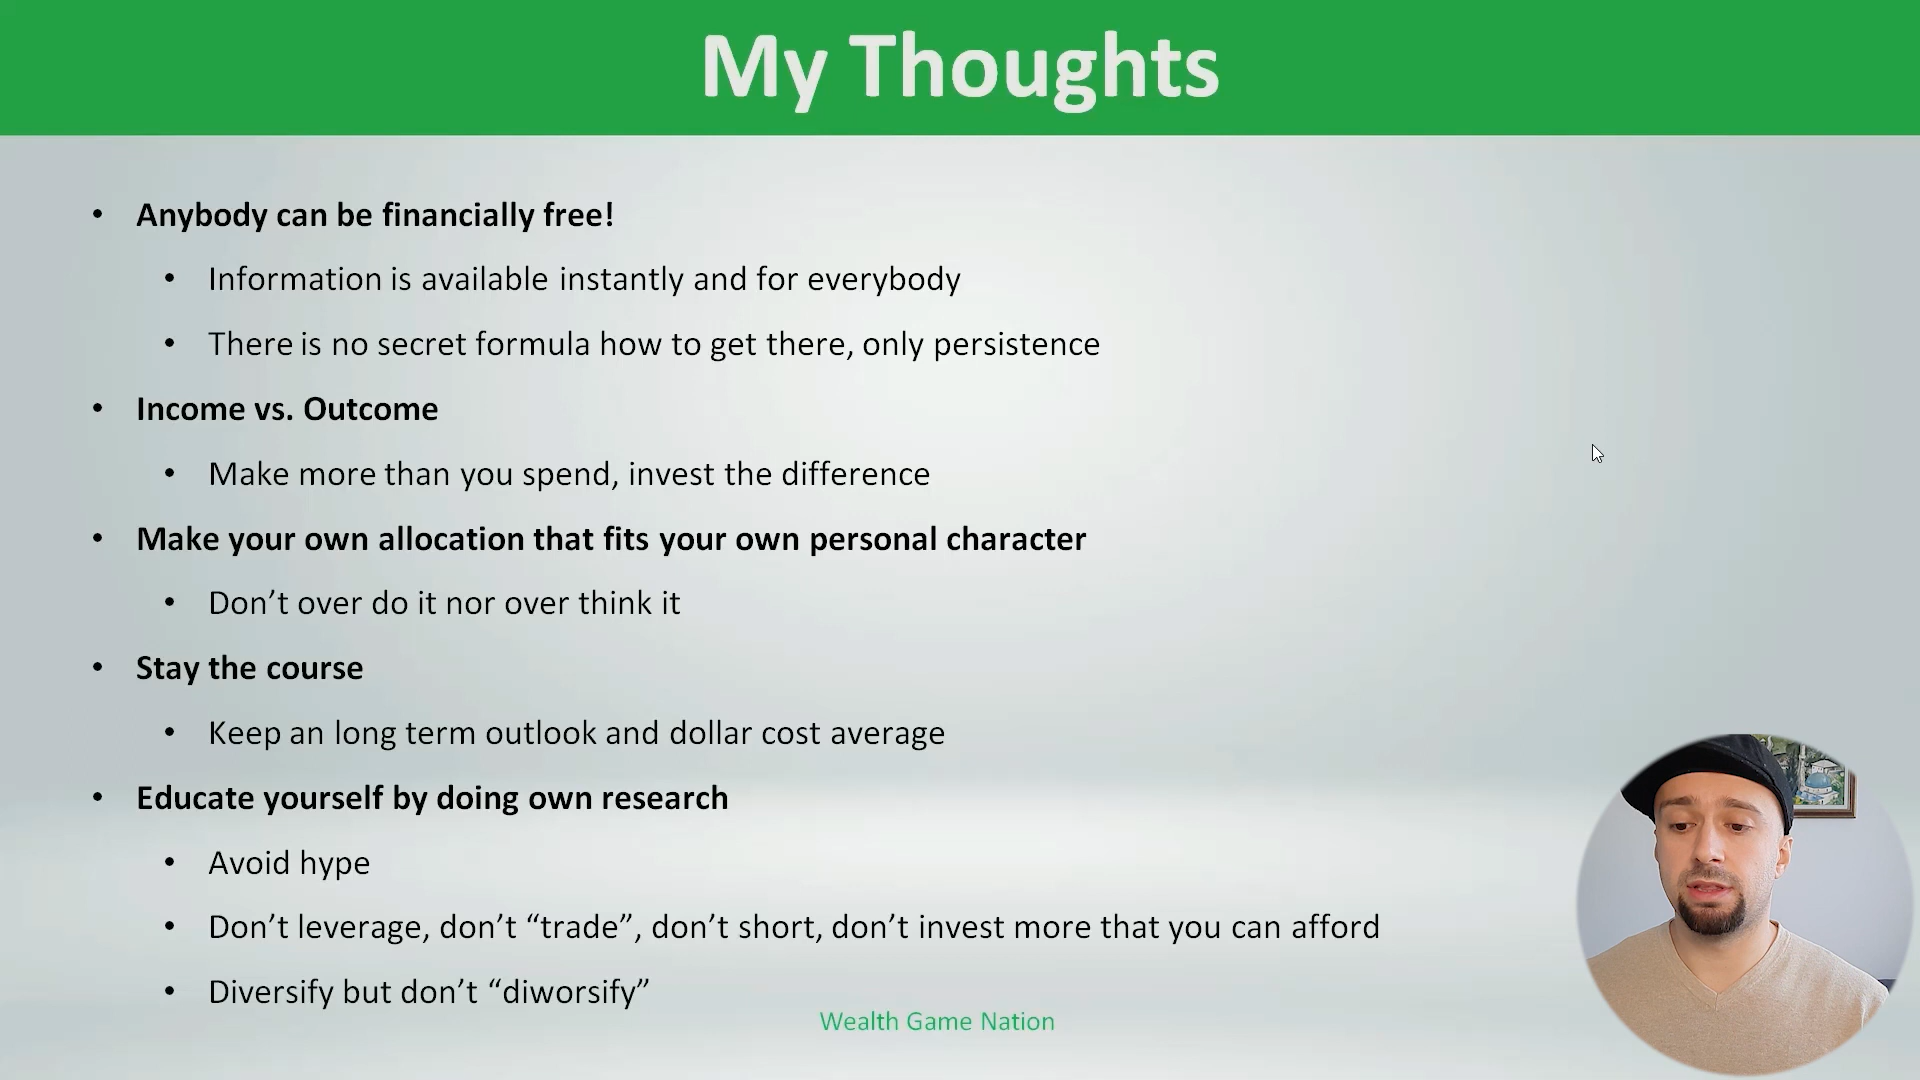 My Thoughts
• Anybody can be financially free!
• Information is available instantly and for everybody
• There is no secret formula how to get there, only persistence
• Income vs. Outcome
• Make more than you spend, invest the difference
• Make your own allocation that fits your own personal character
• Don’t over do it nor over think it
• Stay the course
• Keep an long term outlook and dollar cost average
• Educate yourself by doing own research
• Avoid hype
• Don’t leverage, don’t “trade”, don’t short, don’t invest more that you can afford
• Diversify but don’t “diworsify”
Wealth Game Nation